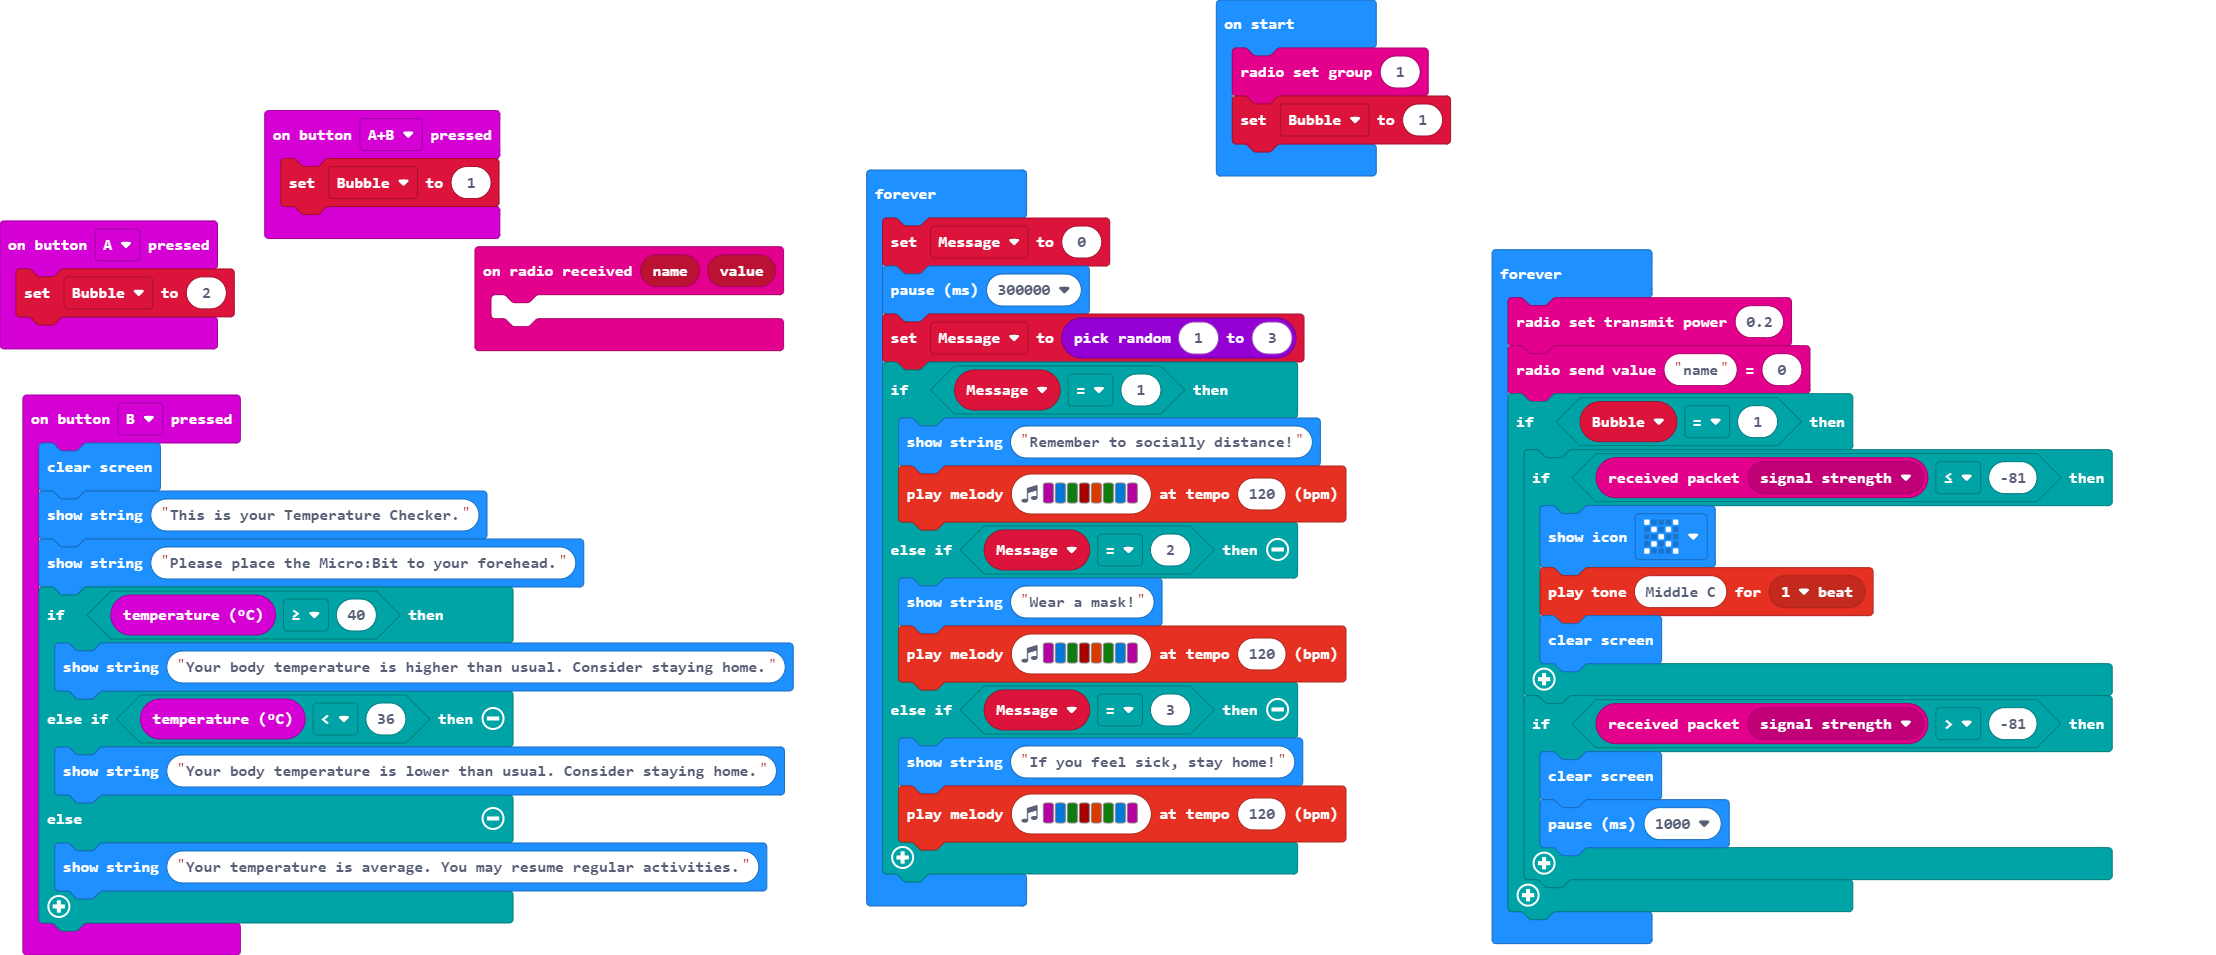 on start
radio set group 1
set Bubble to 1
on button A+B pressed
set Bubble to 1
on button A pressed
set Bubble to 2
on radio received name value
on button B pressed
clear screen
show string "This is your Temperature Checker."
show string "Please place the Micro:Bit to your forehead."
if temperature (ºC) ≥ 40 then
show string "Your body temperature is higher than usual. Consider staying home."
else if temperature (ºC) < 36 then
show string "Your body temperature is lower than usual. Consider staying home."
else
show string "Your temperature is average. You may resume regular activities."
forever
set Message to 0
pause (ms) 300000
set Message to pick random 1 to 3
if Message = 1 then
show string "Remember to socially distance!"
play melody at tempo 120 (bpm)
else if Message = 2 then
show string "Wear a mask!"
play melody at tempo 120 (bpm)
else if Message = 3 then
show string "If you feel sick, stay home!"
play melody at tempo 120 (bpm)
forever
radio set transmit power 0.2
radio send value "name" = 0
if Bubble = 1 then
if received packet signal strength ≤ -81 then
show icon
play tone Middle C for 1 beat
clear screen
if received packet signal strength > -81 then
clear screen
pause (ms) 1000